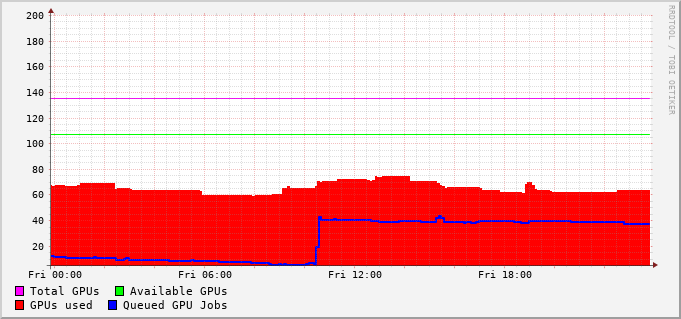 200
180
160
140
120
100
80
60
40
20
Fri 00:00 Fri 06:00 Fri 12:00 Fri 18:00
Total GPUs Available GPUs
GPUs used Queued GPU Jobs
RRDTOOL / TOBI OETIKER